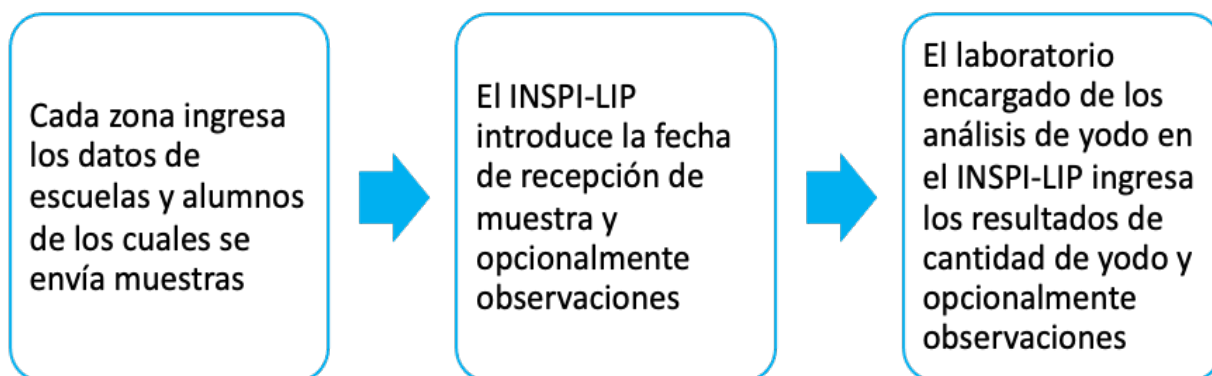 Cada zona ingresa
los datos de
escuelas y alumnos
de los cuales se
envía muestras
El INSPI-LIP
introduce la fecha
de recepción de
muestra y
opcionalmente
observaciones
El laboratorio
encargado de los
análisis de yodo en
el INSPI-LIP ingresa
los resultados de
cantidad de yodo y
opcionalmente
observaciones